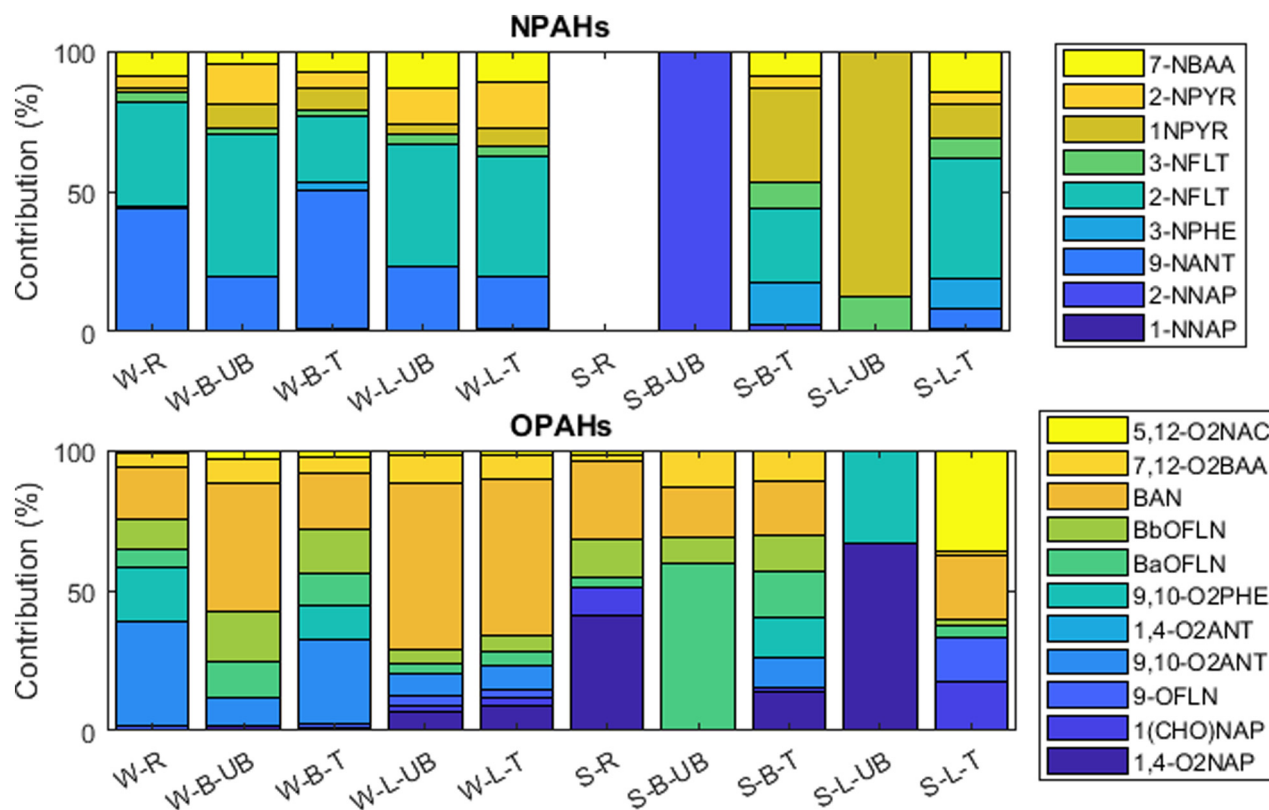 NPAHs
Contribution (%)
100
50
0
W-R
W-B-UB
W-B-T
W-L-UB
W-L-T
S-R
S-B-UB
S-B-T
S-L-UB
S-L-T
7-NBAA
2-NPYR
1NPYR
3-NFLT
2-NFLT
3-NPHE
9-NANT
2-NNAP
1-NNAP
OPAHs
Contribution (%)
100
50
0
W-R
W-B-UB
W-B-T
W-L-UB
W-L-T
S-R
S-B-UB
S-B-T
S-L-UB
S-L-T
5,12-O2NAC
7,12-O2BAA
BAN
BbOFLN
BaOFLN
9,10-O2PHE
1,4-O2ANT
9,10-O2ANT
9-OFLN
1(CHO)NAP
1,4-O2NAP